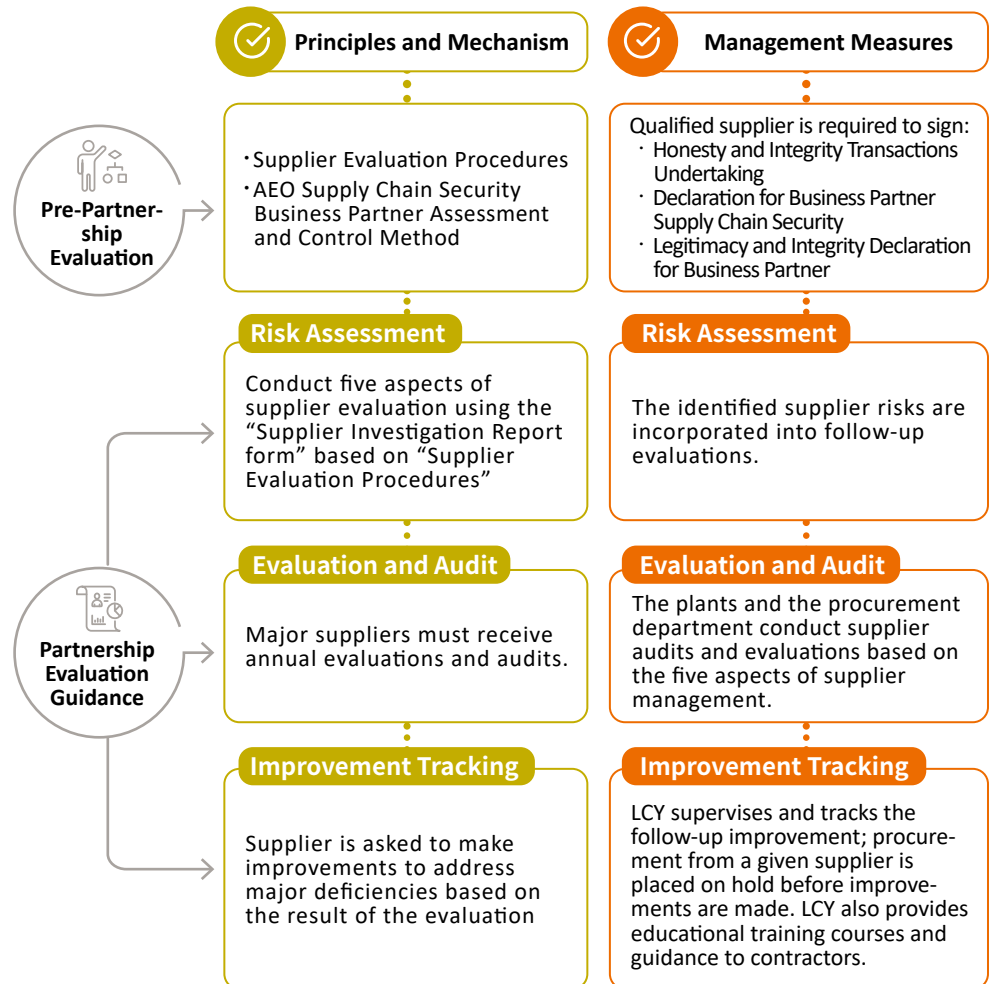 Principles and Mechanism
Management Measures
Pre-Partner-
ship
Evaluation
·Supplier Evaluation Procedures
·AEO Supply Chain Security
Business Partner Assessment
and Control Method
Qualified supplier is required to sign:
· Honesty and Integrity Transactions
Undertaking
· Declaration for Business Partner
Supply Chain Security
· Legitimacy and Integrity Declaration
for Business Partner
Partnership
Evaluation
Guidance
Risk Assessment
Conduct five aspects of
supplier evaluation using the
“Supplier Investigation Report
form” based on “Supplier
Evaluation Procedures”
Risk Assessment
The identified supplier risks are
incorporated into follow-up
evaluations.
Evaluation and Audit
Major suppliers must receive
annual evaluations and audits.
Evaluation and Audit
The plants and the procurement
department conduct supplier
audits and evaluations based on
the five aspects of supplier
management.
Improvement Tracking
Supplier is asked to make
improvements to address
major deficiencies based on
the result of the evaluation
Improvement Tracking
LCY supervises and tracks the
follow-up improvement; procure-
ment from a given supplier is
placed on hold before improve-
ments are made. LCY also provides
educational training courses and
guidance to contractors.